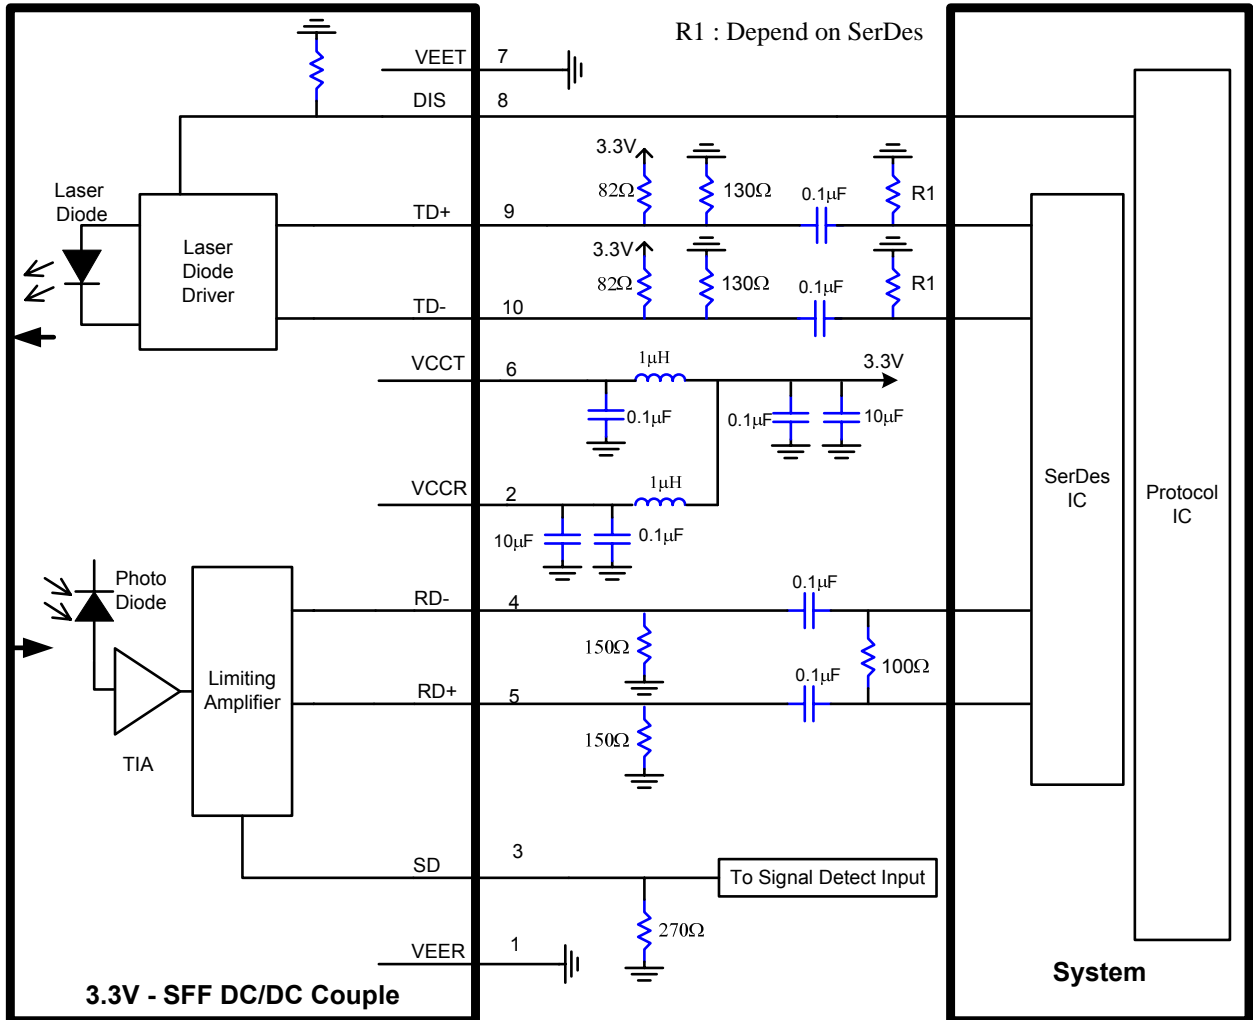 R1 : Depend on SerDes
VEET 7
DIS 8
3.3V
82Ω
130Ω
0.1μF
R1
Laser
Diode
TD+ 9
Laser
Diode
Driver
3.3V
82Ω
130Ω
0.1μF
R1
TD- 10
VCCT 6
1μH
3.3V
0.1μF
0.1μF
10μF
VCCR 2
1μH
10μF
0.1μF
SerDes
IC
Protocol
IC
Photo
Diode
RD- 4
0.1μF
150Ω
100Ω
Limiting
Amplifier
RD+ 5
0.1μF
150Ω
TIA
SD 3
To Signal Detect Input
270Ω
VEER 1
3.3V - SFF DC/DC Couple
System